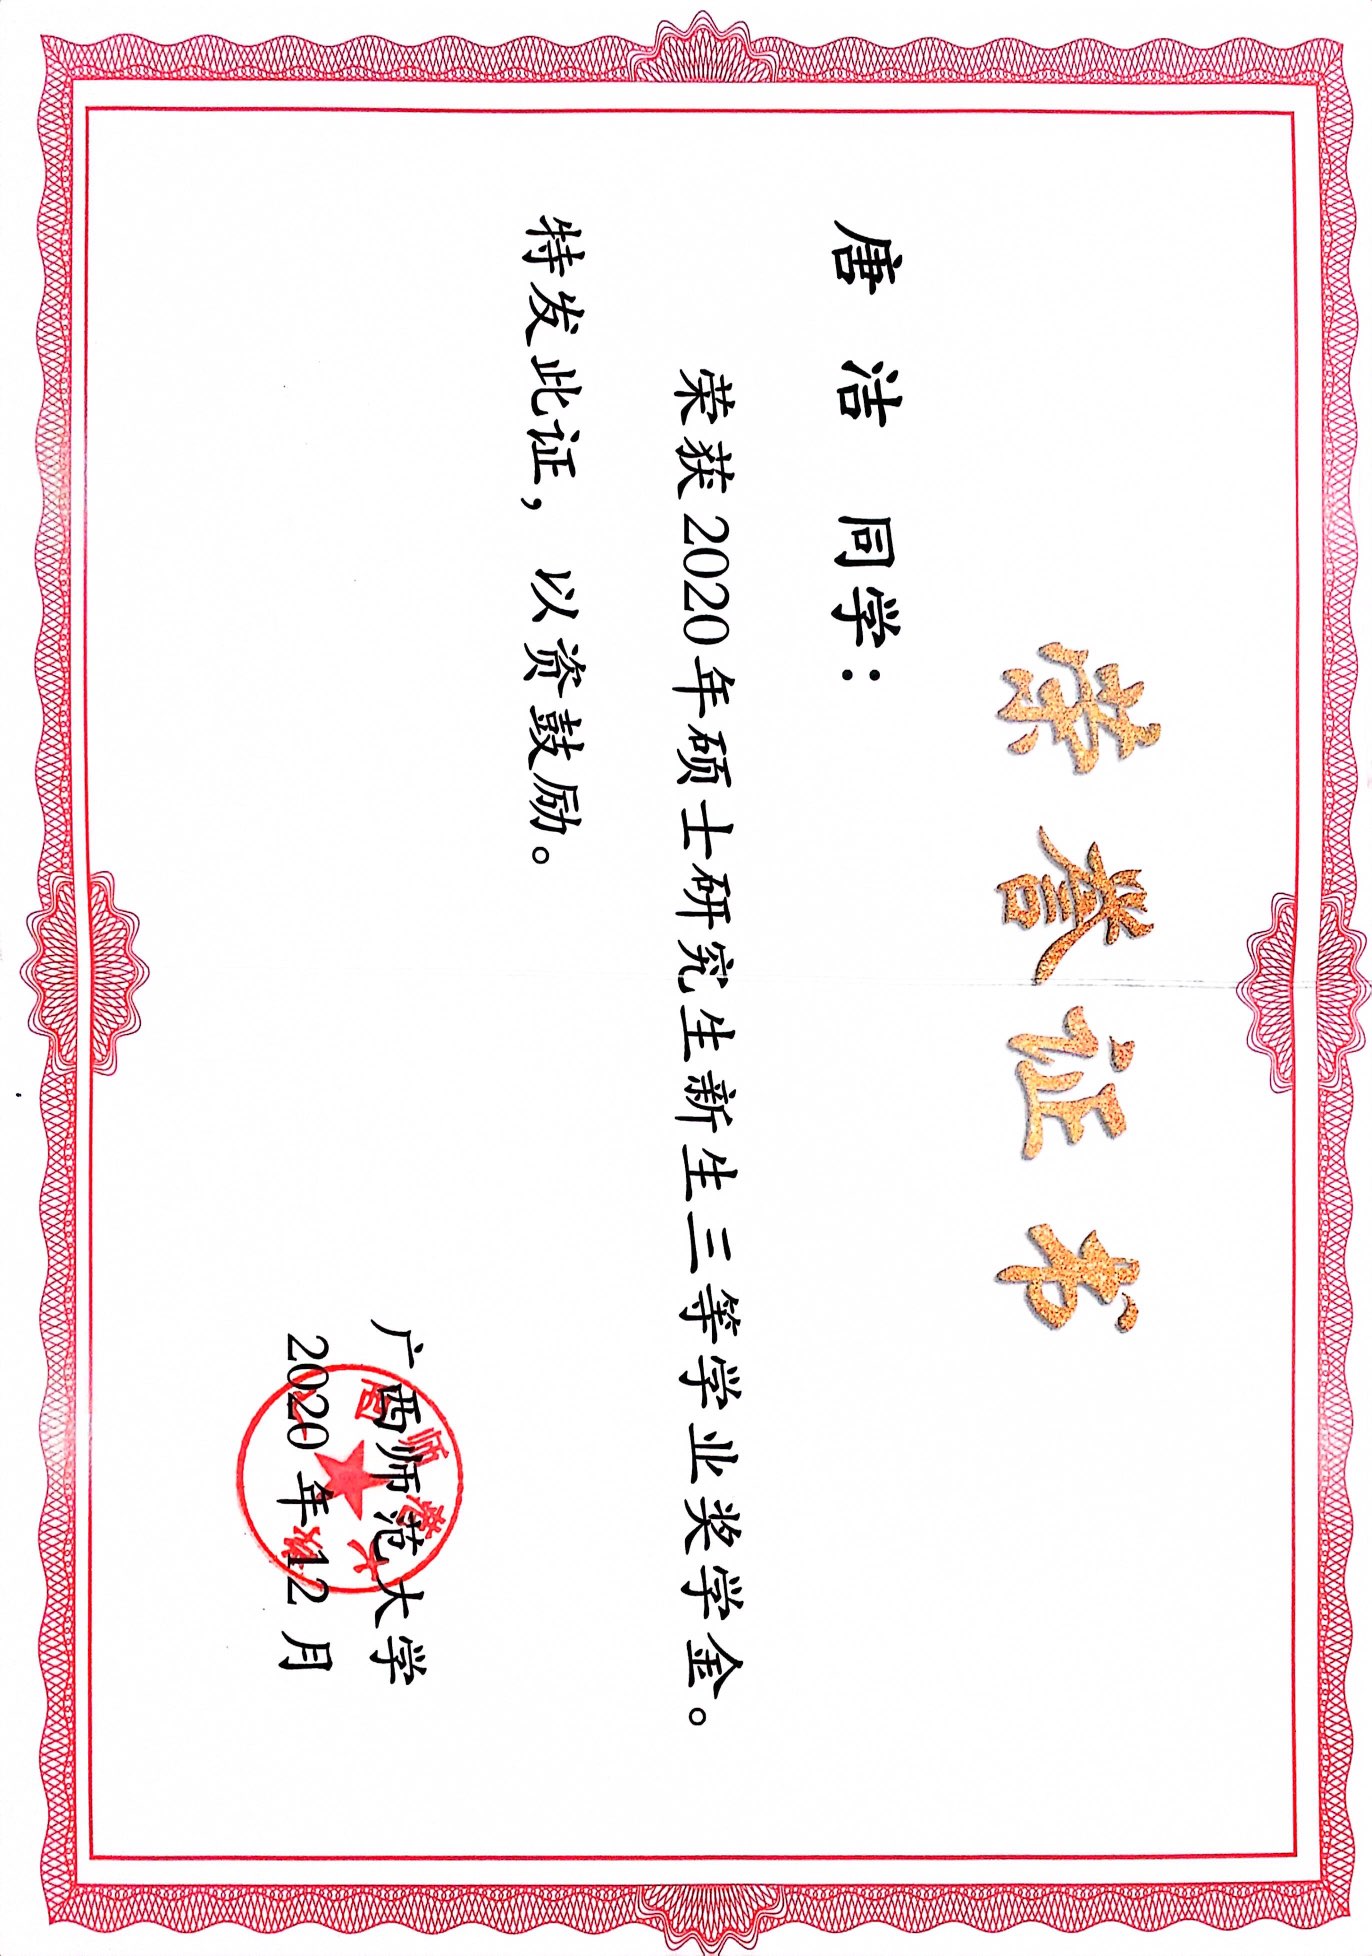 荣誉证书
唐 洁 同学：
荣获2020年硕士研究生新生三等学业奖学金。
特发此证，以资鼓励。
广西师范大学
2020 年 12 月
广西师范大学